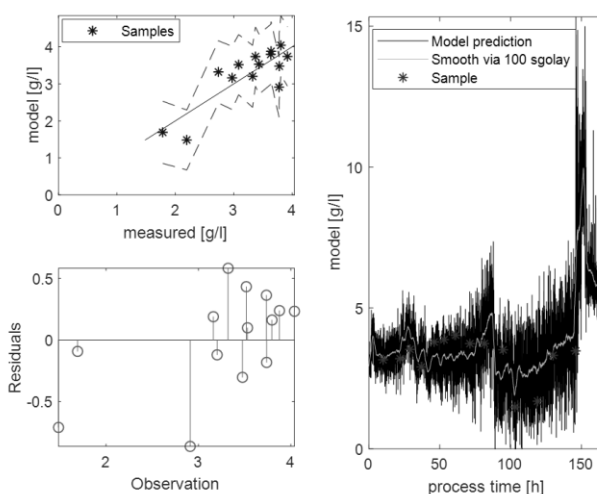 4
3
2
1
0
0
1
2
3
4
model [g/l]
measured [g/l]
Samples
0.5
0
-0.5
2
3
4
Residuals
Observation
15
10
5
0
0
50
100
150
model [g/l]
process time [h]
Model prediction
Smooth via 100 sgolay
Sample